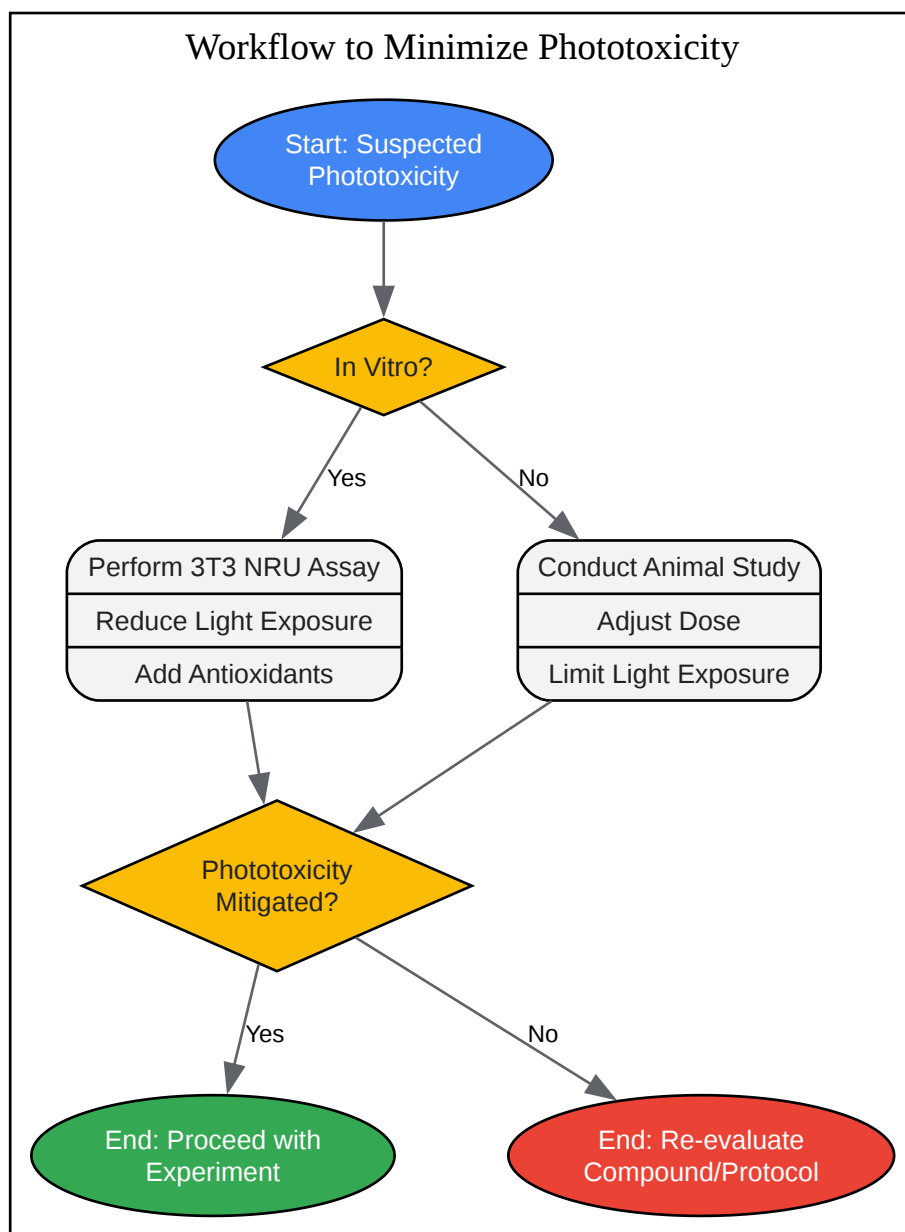 Workflow to Minimize Phototoxicity
Start: Suspected
Phototoxicity
In Vitro?
Yes
No
Perform 3T3 NRU Assay
Reduce Light Exposure
Add Antioxidants
Conduct Animal Study
Adjust Dose
Limit Light Exposure
Phototoxicity
Mitigated?
Yes
No
End: Proceed with
Experiment
End: Re-evaluate
Compound/Protocol